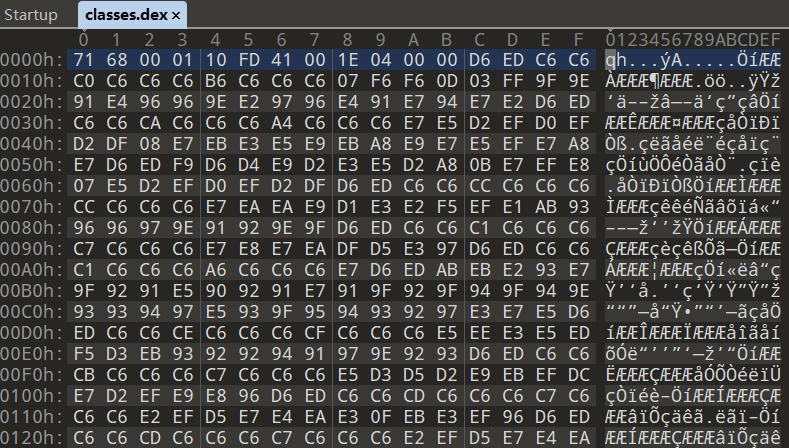 Startup classes.dex ×
0 1 2 3 4 5 6 7 8 9 A B C D E F 0123456789ABCDEF
0000h: 71 68 00 01 10 FD 41 00 1E 04 00 00 D6 ED C6 C6 qh...ýA.....ÖíÆÆ
0010h: C0 C6 C6 C6 B6 C6 C6 C6 07 F6 F6 0D 03 FF 9F 9E ÀÆÆÆ¶ÆÆÆ.öö..ÿŸž
0020h: 91 E4 96 96 9E E2 97 96 E4 91 E7 94 E7 E2 D6 ED ‘ä––žâ—–ä‘ç”çâÖí
0030h: C6 C6 CA C6 C6 C6 A4 C6 C6 C6 E7 E5 D2 EF D0 EF ÆÆÊÆÆÆ¤ÆÆÆçåÒïÐï
0040h: D2 DF 08 E7 EB E3 E5 E9 EB A8 E9 E7 E5 EF E7 A8 Òß.çëãåéë¨éçåïç¨
0050h: E7 D6 ED F9 D6 D4 E9 D2 E3 E5 D2 A8 0B E7 EF E8 çÖíùÖÔéÒãåÒ¨.çïè
0060h: 07 E5 D2 EF D0 EF D2 DF D6 ED C6 C6 CC C6 C6 C6 .åÒïÐïÒßÖíÆÆÌÆÆÆ
0070h: CC C6 C6 C6 E7 EA EA E9 D1 E3 E2 F5 EF E1 AB 93 ÌÆÆÆçêêéÑãâõïá«“
0080h: 96 96 97 9E 91 92 9E 9F D6 ED C6 C6 C1 C6 C6 C6 ––—ž‘’žŸÖíÆÆÁÆÆÆ
0090h: C7 C6 C6 C6 E7 E8 E7 EA DF D5 E3 97 D6 ED C6 C6 ÇÆÆÆçèçêßÕã—ÖíÆÆ
00A0h: C1 C6 C6 C6 A6 C6 C6 C6 E7 D6 ED AB EB E2 93 E7 ÁÆÆÆ¦ÆÆÆçÖí«ëâ“ç
00B0h: 9F 92 91 E5 90 92 91 E7 91 9F 92 9F 94 9F 94 9E Ÿ’‘å.’‘ç‘Ÿ’Ÿ”Ÿ”ž
00C0h: 93 93 94 97 E5 93 9F 95 94 93 92 97 E3 E7 E5 D6 ““”—å“Ÿ•”“’—ãçåÖ
00D0h: ED C6 C6 CE C6 C6 C6 CF C6 C6 C6 E5 EE E3 E5 ED íÆÆÎÆÆÆÏÆÆÆåîãåí
00E0h: F5 D3 EB 93 92 92 94 91 97 9E 92 93 D6 ED C6 C6 õÓë“’’”‘—ž’“ÖíÆÆ
00F0h: CB C6 C6 C6 C7 C6 C6 C6 E5 D3 D5 D2 E9 EB EF DC ËÆÆÆÇÆÆÆåÓÕÒéëïÜ
0100h: E7 D2 EF E9 E8 96 D6 ED C6 C6 CD C6 C6 C6 C7 C6 çÒïéè–ÖíÆÆÍÆÆÆÇÆ
0110h: C6 C6 E2 EF D5 E7 E4 EA E3 0F EB E3 EF 96 D6 ED ÆÆâïÕçäêã.ëãï–Öí
0120h: C6 C6 CD C6 C6 C6 C7 C6 C6 C6 E2 EF D5 E7 E4 EA ÆÆÍÆÆÆÇÆÆÆâïÕçäê